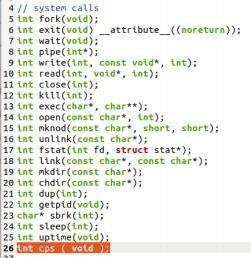 4 // system calls
5 int fork(void);
6 int exit(void) __attribute__((noreturn));
7 int wait(void);
8 int pipe(int*);
9 int write(int, const void*, int);
10 int read(int, void*, int);
11 int close(int);
12 int kill(int);
13 int exec(char*, char**);
14 int open(const char*, int);
15 int mknod(const char*, short, short);
16 int unlink(const char*);
17 int fstat(int fd, struct stat*);
18 int link(const char*, const char*);
19 int mkdir(const char*);
20 int chdir(const char*);
21 int dup(int);
22 int getpid(void);
23 char* sbrk(int);
24 int sleep(int);
25 int uptime(void);
26 int cps ( void );
27